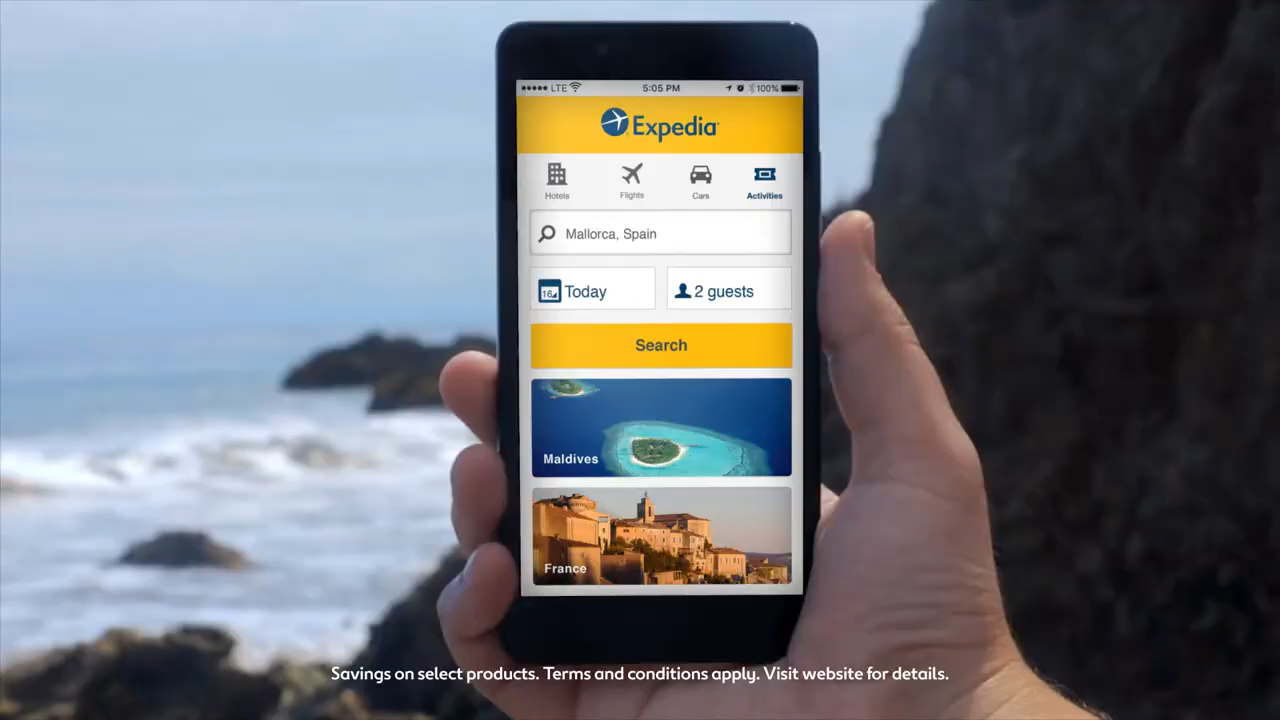 LTE 5:05 PM 100%
Expedia
Hotels Flights Cars Activities
Mallorca, Spain
16 Today 2 guests
Search
Maldives
France
Savings on select products. Terms and conditions apply. Visit website for details.